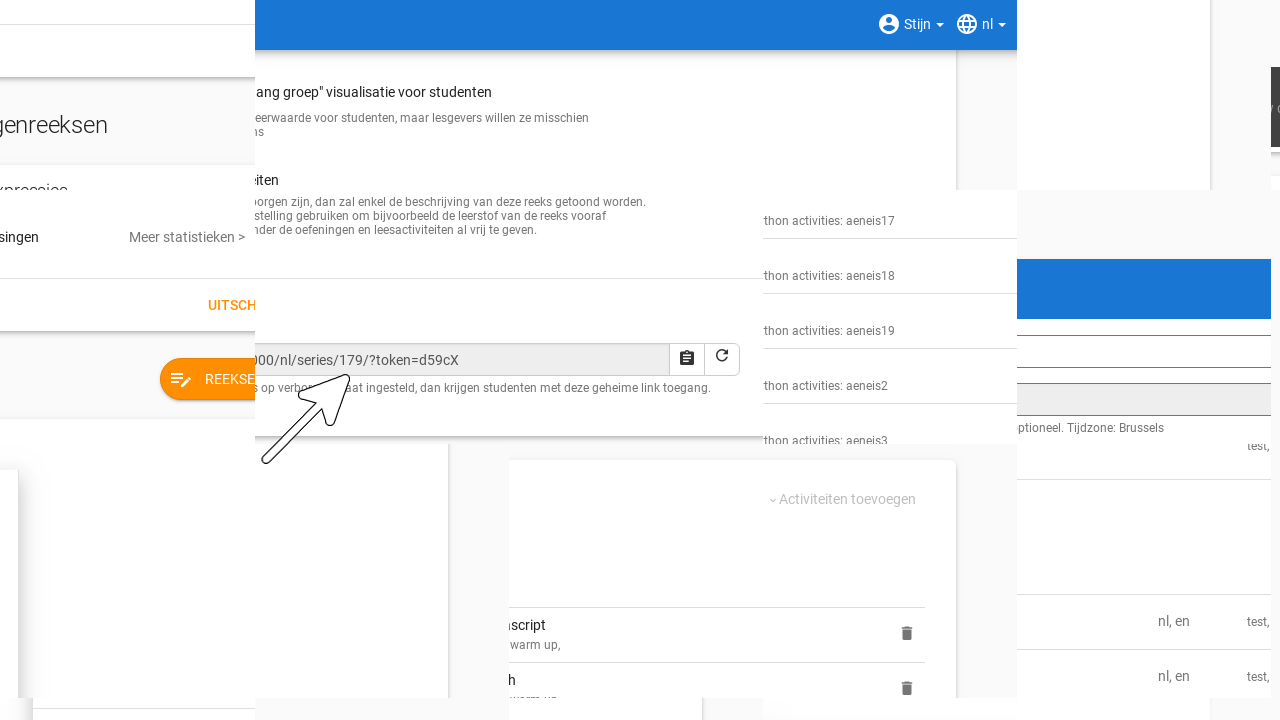 Stijn nl
ang groep" visualisatie voor studenten
eerwaarde voor studenten, maar lesgevers willen ze misschien
ns
genreeksen
eiten
orgen zijn, dan zal enkel de beschrijving van deze reeks getoond worden.
stelling gebruiken om bijvoorbeeld de leerstof van de reeks vooraf
nder de oefeningen en leesactiviteiten al vrij te geven.
singen Meer statistieken >
UITSCH
000/nl/series/179/?token=d59cX
REEKSE
s op verbor aat ingesteld, dan krijgen studenten met deze geheime link toegang.
thon activities: aeneis17
thon activities: aeneis18
thon activities: aeneis19
thon activities: aeneis2
thon activities: aeneis3
ptioneel. Tijdzone: Brussels
test,
Activiteiten toevoegen
script
warm up,
h
nl, en test,
nl, en test,